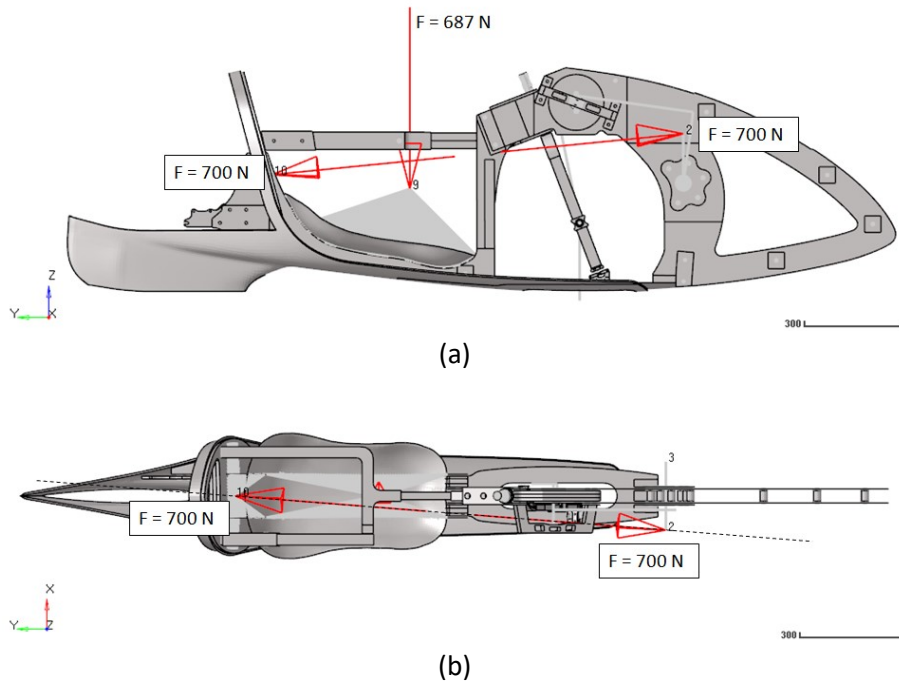 F = 687 N
2
F = 700 N
10
F = 700 N
9
Z
Y
X
300
(a)
3
10
F = 700 N
2
F = 700 N
X
Y
Z
300
(b)